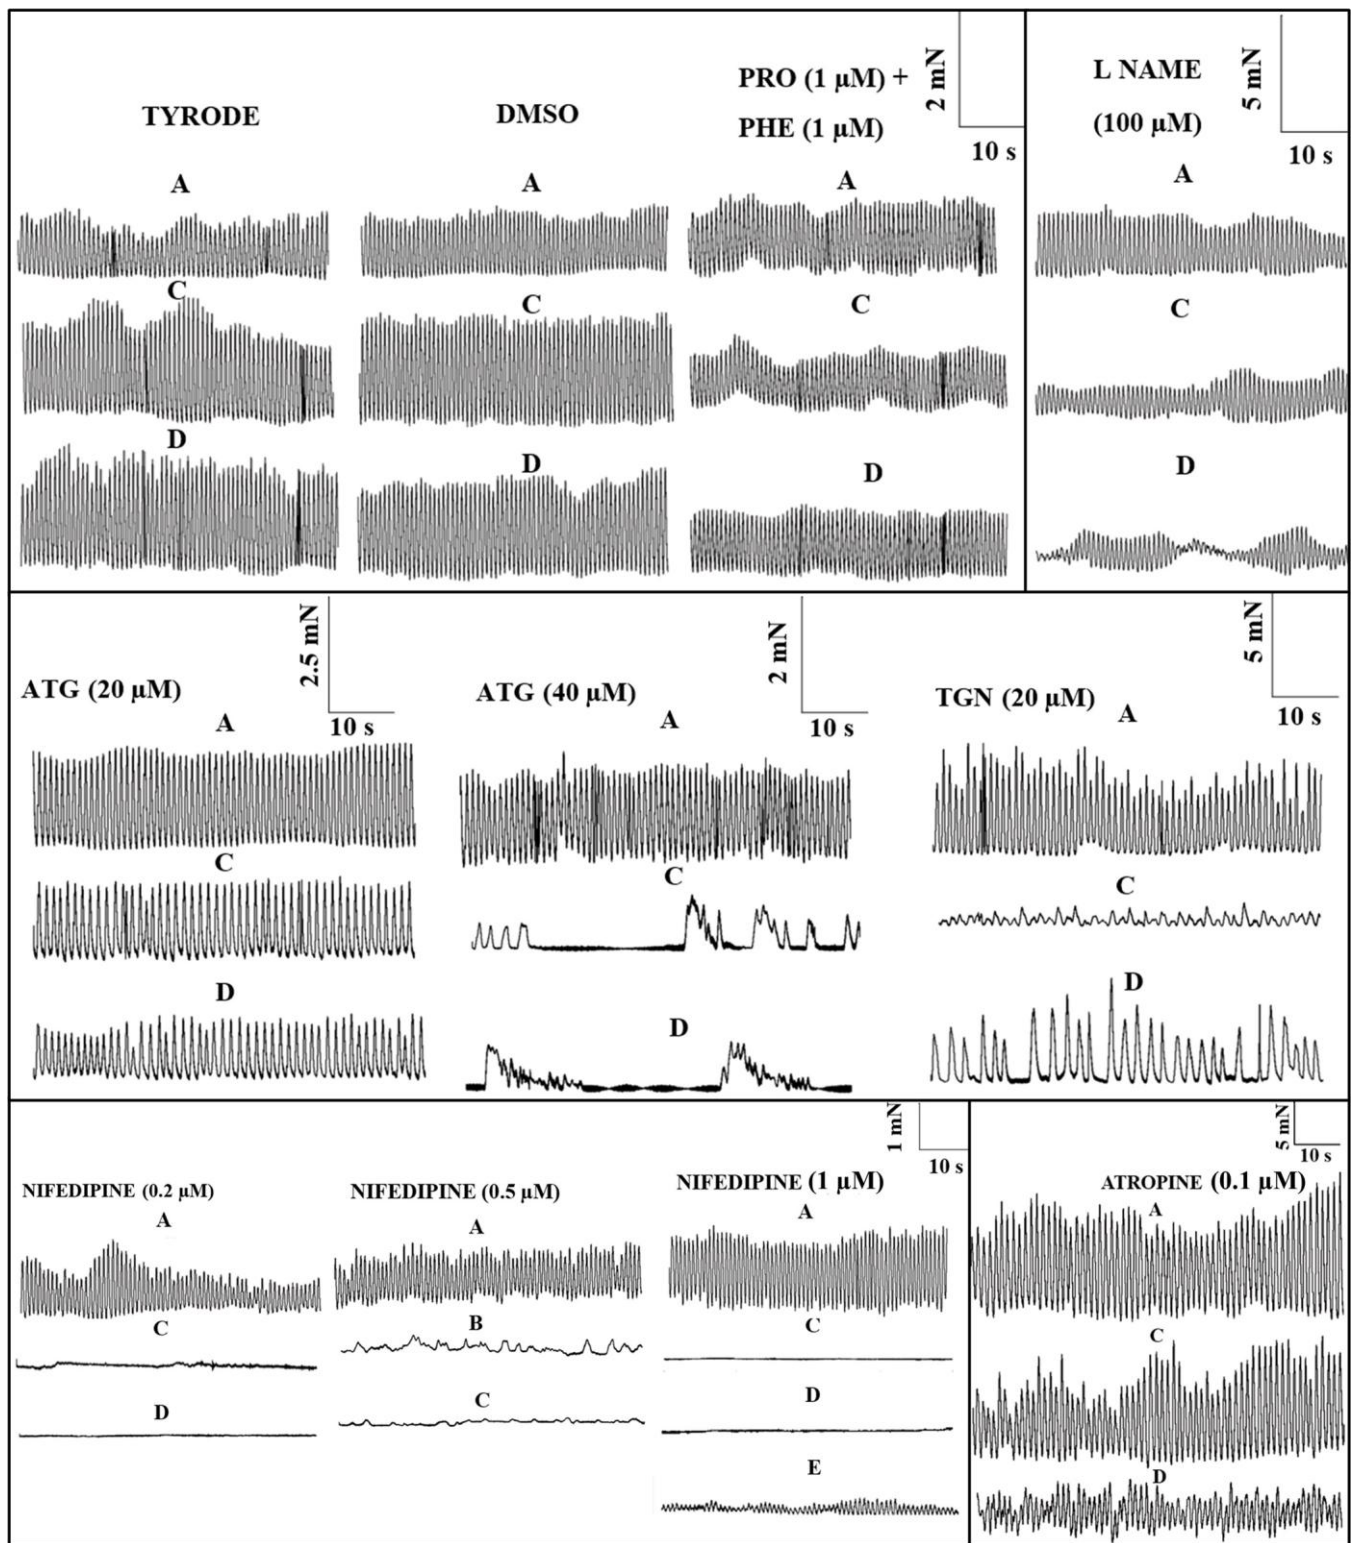 TYRODE
DMSO
PRO (1 μM) +
PHE (1 μM)
2 mN
10 s
A
A
A
C
C
C
D
D
D
L NAME
(100 μM)
5 mN
10 s
A
C
D
ATG (20 μM)
2.5 mN
10 s
A
C
D
ATG (40 μM)
2 mN
10 s
A
C
D
TGN (20 μM)
5 mN
10 s
A
C
D
NIFEDIPINE (0.2 μM)
A
C
D
NIFEDIPINE (0.5 μM)
A
B
C
NIFEDIPINE (1 μM)
1 mN
10 s
A
C
D
E
5 mN
10 s
ATROPINE (0.1 μM)
A
C
D